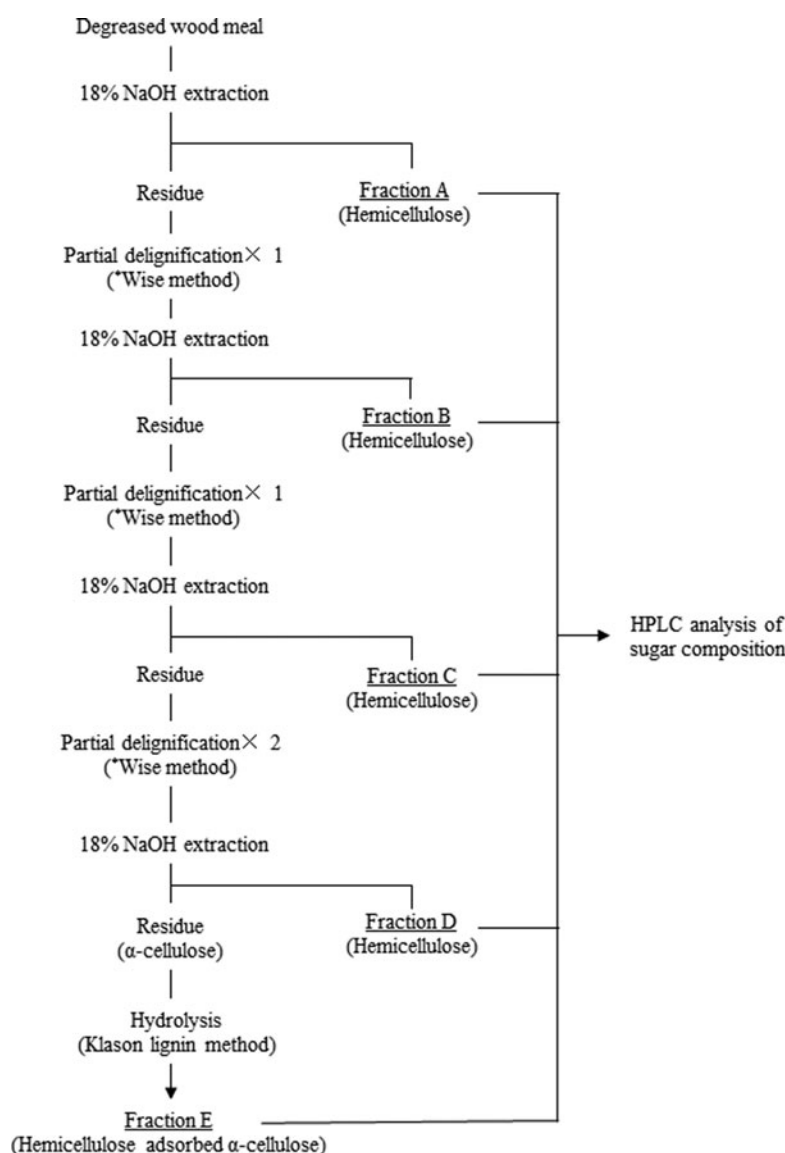 Degreased wood meal
18% NaOH extraction
Residue
Fraction A
(Hemicellulose)
Partial delignification× 1
(*Wise method)
18% NaOH extraction
Residue
Fraction B
(Hemicellulose)
Partial delignification× 1
(*Wise method)
18% NaOH extraction
HPLC analysis of
sugar composition
Residue
Fraction C
(Hemicellulose)
Partial delignification× 2
(*Wise method)
18% NaOH extraction
Residue
(α-cellulose)
Fraction D
(Hemicellulose)
Hydrolysis
(Klason lignin method)
Fraction E
(Hemicellulose adsorbed α-cellulose)